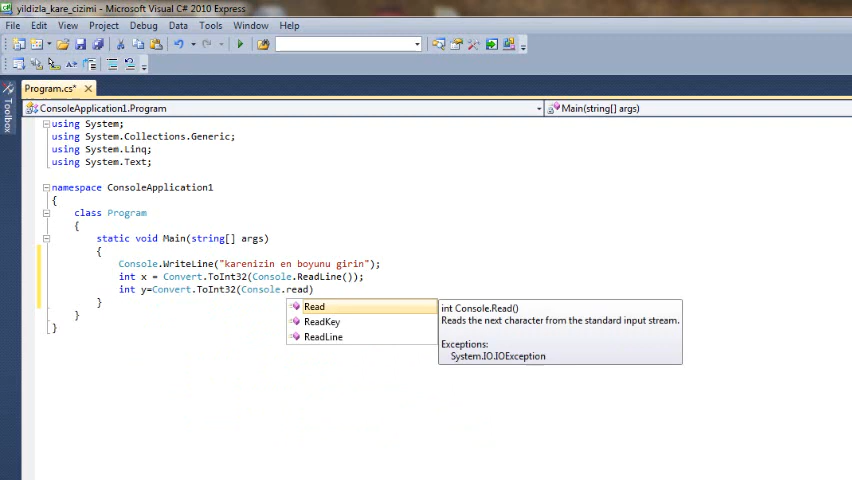 yildizla_kare_cizimi - Microsoft Visual C# 2010 Express
File Edit View Project Debug Data Tools Window Help
Program.cs*
Toolbox
ConsoleApplication1.Program
Main(string[] args)
using System;
using System.Collections.Generic;
using System.Linq;
using System.Text;
namespace ConsoleApplication1
{
class Program
{
static void Main(string[] args)
{
Console.WriteLine("karenizin en boyunu girin");
int x = Convert.ToInt32(Console.ReadLine());
int y=Convert.ToInt32(Console.read)
}
}
}
Read
ReadKey
ReadLine
int Console.Read()
Reads the next character from the standard input stream.
Exceptions:
System.IO.IOException